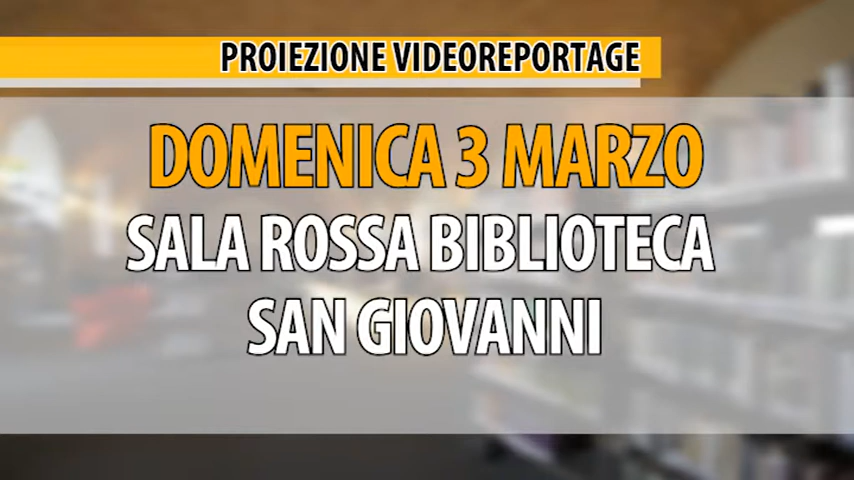 PROIEZIONE VIDEOREPORTAGE
DOMENICA 3 MARZO
SALA ROSSA BIBLIOTECA
SAN GIOVANNI